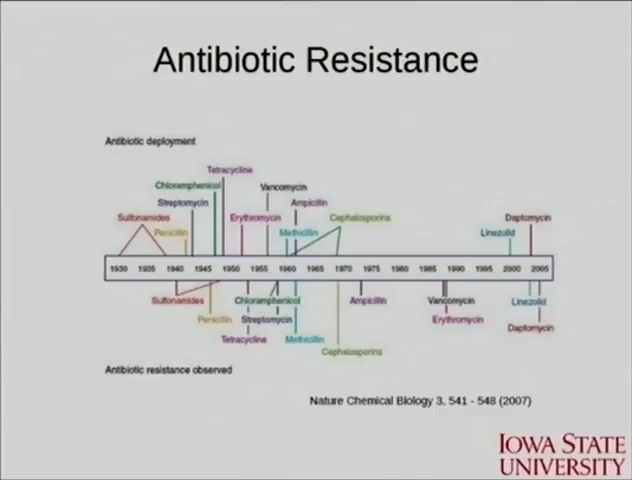 Antibiotic Resistance
Antibiotic deployment
Tetracycline
Chloramphenicol
Vancomycin
Streptomycin
Ampicillin
Sulfonamides
Erythromycin
Cephalosporins
Daptomycin
Penicillin
Methicillin
Linezolid
1930 1935 1940 1945 1950 1955 1960 1965 1970 1975 1980 1985 1990 1995 2000 2005
Sulfonamides
Chloramphenicol
Ampicillin
Vancomycin
Linezolid
Penicillin
Streptomycin
Erythromycin
Daptomycin
Tetracycline
Methicillin
Cephalosporins
Antibiotic resistance observed
Nature Chemical Biology 3, 541 - 548 (2007)
IOWA STATE
UNIVERSITY